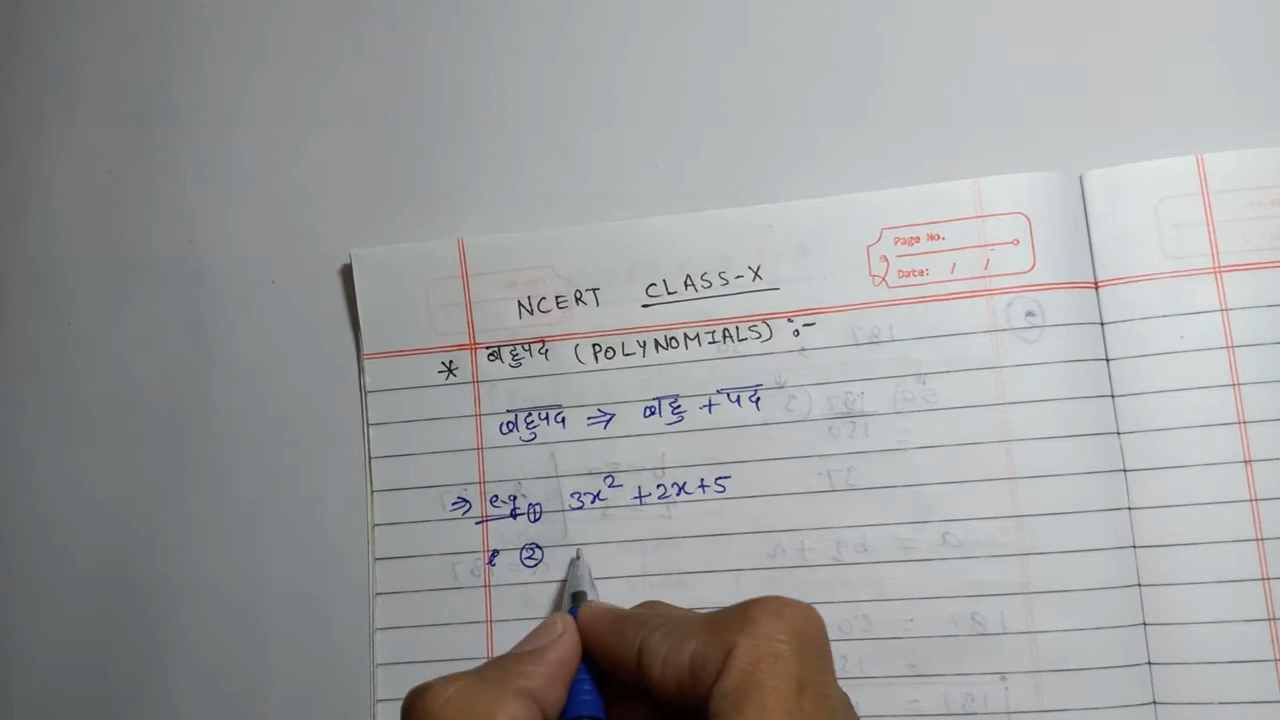 Page No.
Date: / /
NCERT CLASS-X
* बहुपद (POLYNOMIALS) :-
बहुपद ⇒ बहु + पद
⇒ e.g ① 3x² + 2x + 5
②